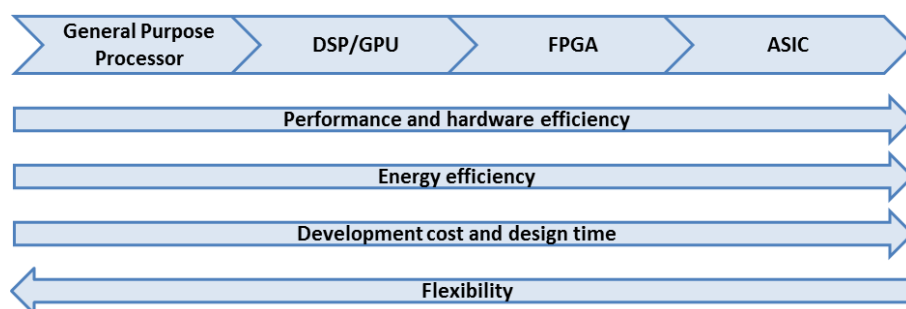 General Purpose
Processor
DSP/GPU
FPGA
ASIC
Performance and hardware efficiency
Energy efficiency
Development cost and design time
Flexibility